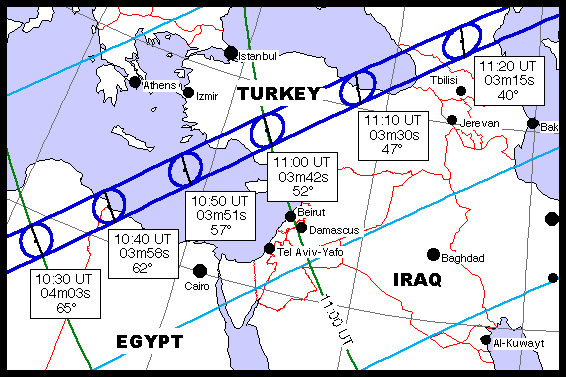 Istanbul
Athens
Izmir
TURKEY
Tbilisi
11:20 UT
03m15s
40°
Jerevan
Bak
11:10 UT
03m30s
47°
11:00 UT
03m42s
52°
10:50 UT
03m51s
57°
Beirut
Damascus
10:40 UT
03m58s
62°
Tel Aviv-Yafo
Baghdad
10:30 UT
04m03s
65°
Cairo
IRAQ
11:00 UT
EGYPT
Al-Kuwayt